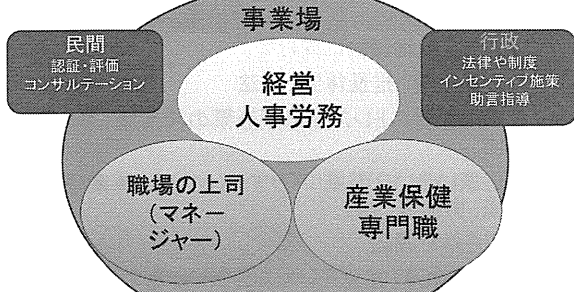 事業場
民間
認証・評価
コンサルテーション
行政
法律や制度
インセンティブ施策
助言指導
経営
人事労務
職場の上司
（マネー
ジャー）
産業保健
専門職